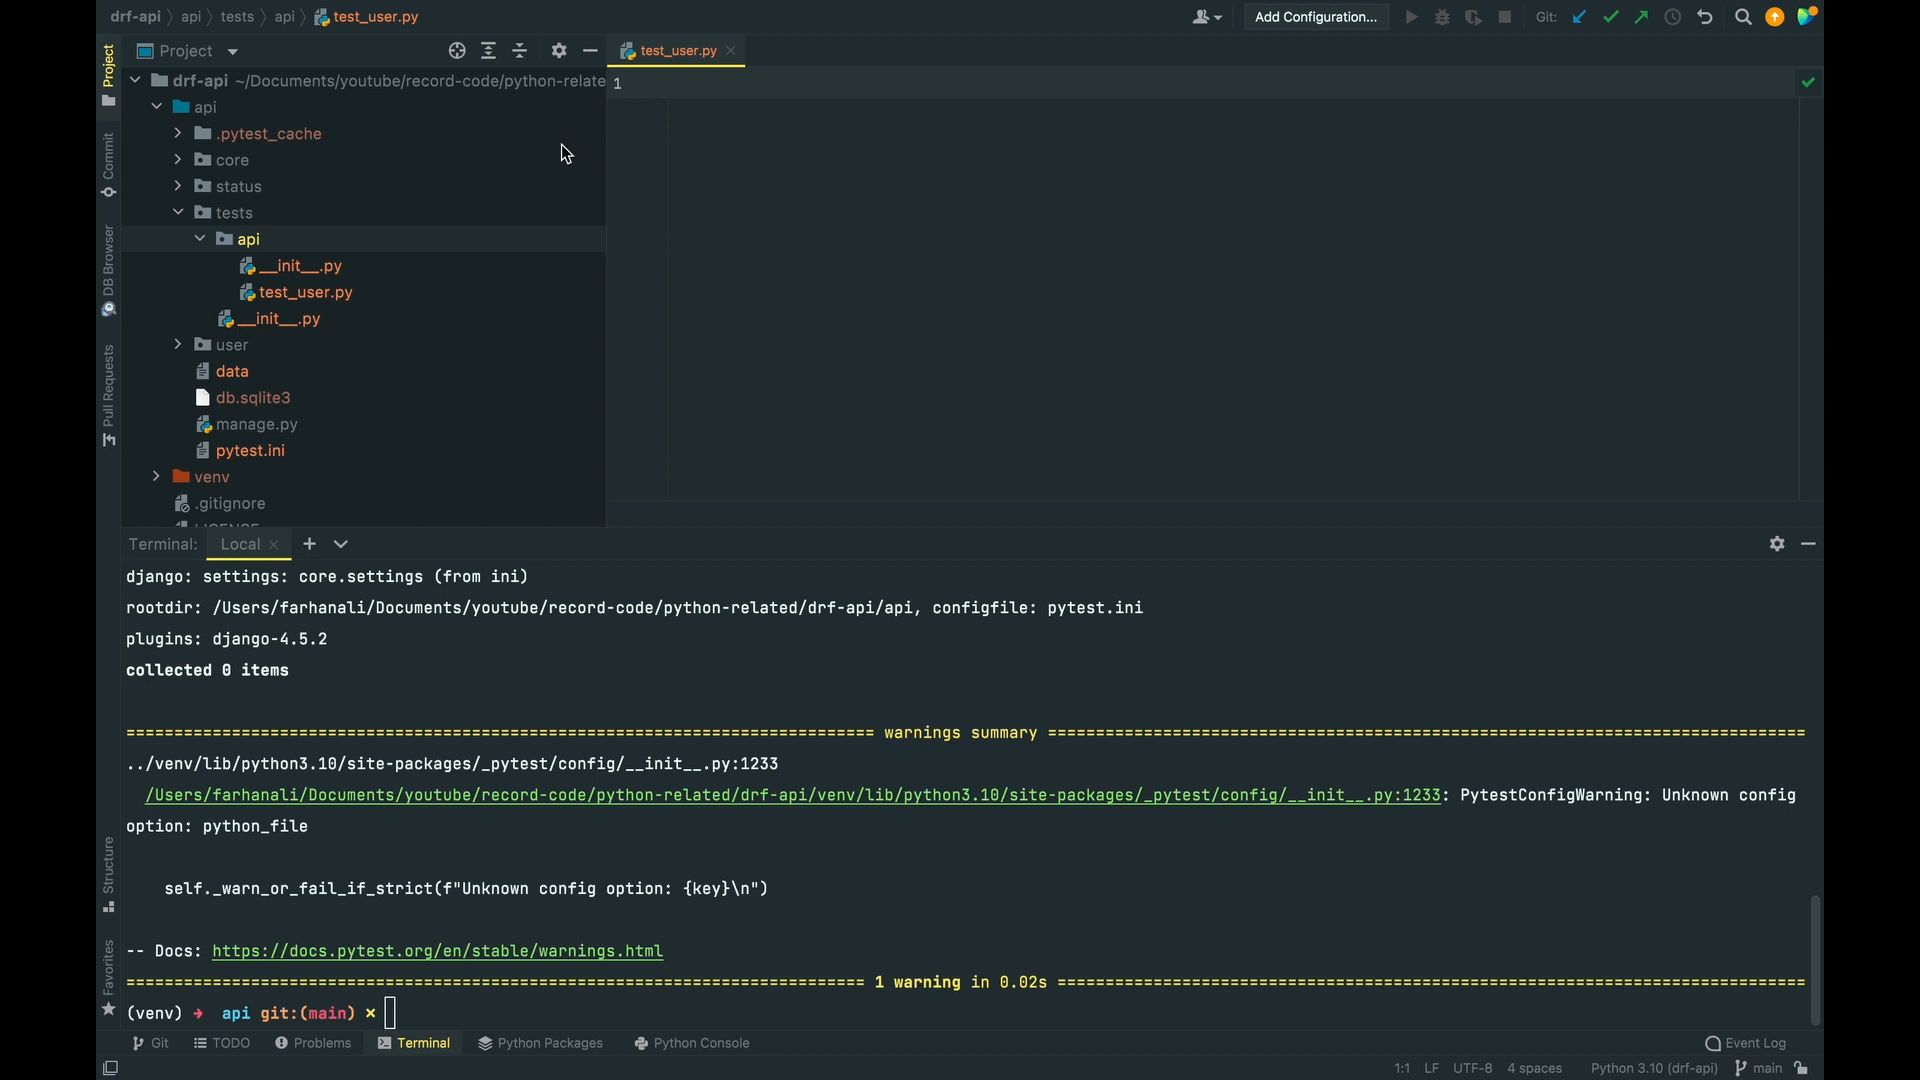 drf-api 〉 api 〉 tests 〉 api 〉 test_user.py
Add Configuration...
Git:
Project
test_user.py
Project
Commit
DB Browser
Pull Requests
Structure
Favorites
drf-api ~/Documents/youtube/record-code/python-relate
api
.pytest_cache
core
status
tests
api
__init__.py
test_user.py
__init__.py
user
data
db.sqlite3
manage.py
pytest.ini
venv
.gitignore
1
Terminal: Local
django: settings: core.settings (from ini)
rootdir: /Users/farhanali/Documents/youtube/record-code/python-related/drf-api/api, configfile: pytest.ini
plugins: django-4.5.2
collected 0 items
============================================================================== warnings summary ===============================================================================
../venv/lib/python3.10/site-packages/_pytest/config/__init__.py:1233
/Users/farhanali/Documents/youtube/record-code/python-related/drf-api/venv/lib/python3.10/site-packages/_pytest/config/__init__.py:1233: PytestConfigWarning: Unknown config
option: python_file
self._warn_or_fail_if_strict(f"Unknown config option: {key}\n")
-- Docs: https://docs.pytest.org/en/stable/warnings.html
============================================================================= 1 warning in 0.02s ==============================================================================
(venv) ➜ api git:(main) ×
Git TODO Problems Terminal Python Packages Python Console Event Log
1:1 LF UTF-8 4 spaces Python 3.10 (drf-api) main